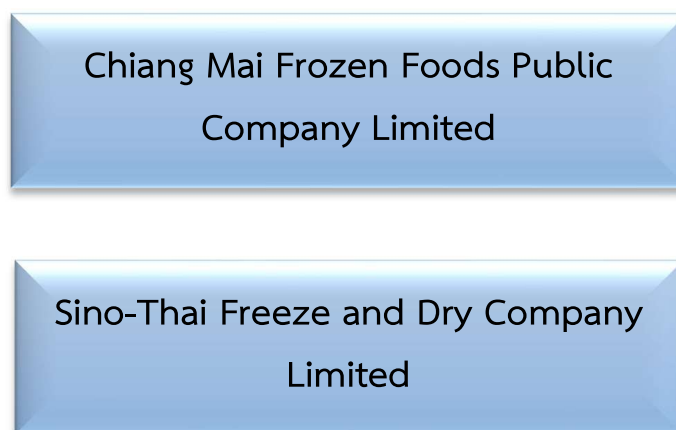 Chiang Mai Frozen Foods Public
Company Limited
Sino-Thai Freeze and Dry Company
Limited